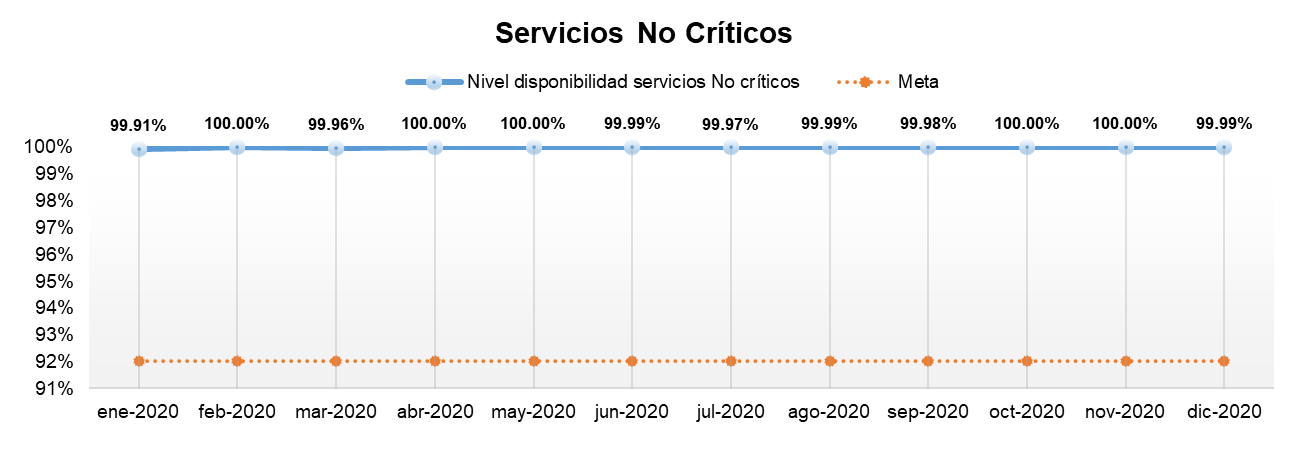 Servicios No Críticos
Nivel disponibilidad servicios No críticos Meta
99.91% 100.00% 99.96% 100.00% 100.00% 99.99% 99.97% 99.99% 99.98% 100.00% 100.00% 99.99%
100%
99%
98%
97%
96%
95%
94%
93%
92%
91%
ene-2020 feb-2020 mar-2020 abr-2020 may-2020 jun-2020 jul-2020 ago-2020 sep-2020 oct-2020 nov-2020 dic-2020